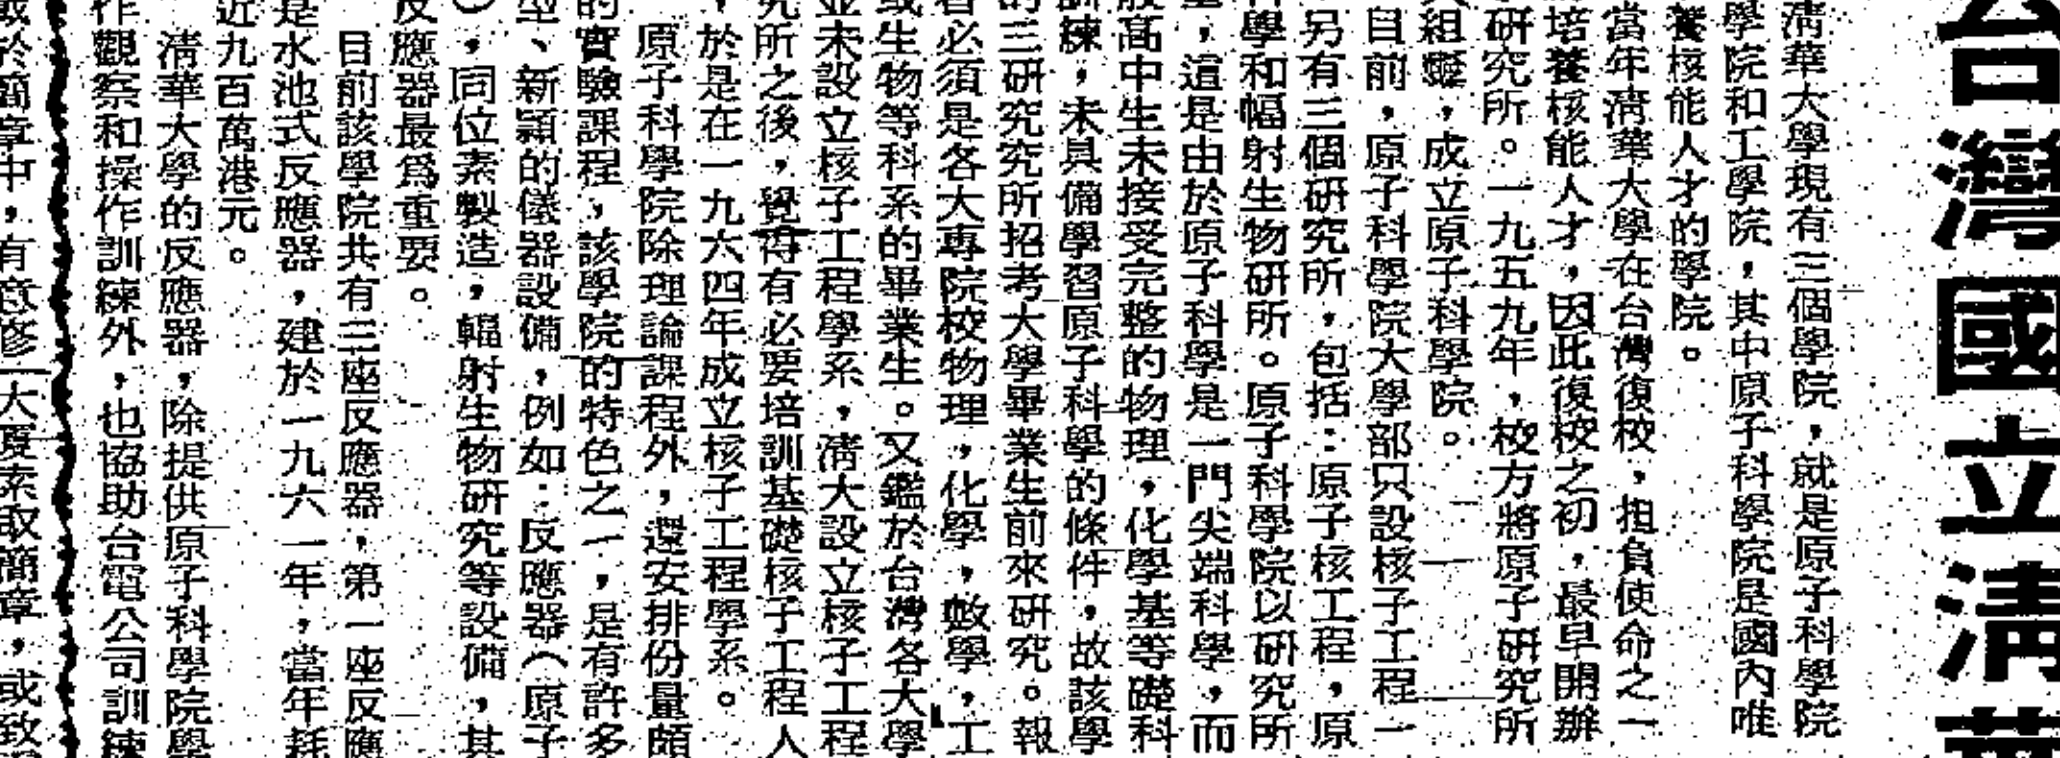 台灣國立清華
清華大學現有三個學院，就是原子科學院
學院和工學院，其中原子科學院是國內唯
養核能人才的學院。
當年清華大學在台灣復校，担負使命之一
培養核能人才，因此復校之初，最早開辦
研究所。一九五九年，校方將原子研究所
組，成立原子科學院。
目前，原子科學院大學部只設核子工程一
另有三個研究所，包括：原子核工程，原
學和幅射生物研所。原子科學院以研究所
，這是由於原子科學是一門尖端科學，而
高中生未接受完整的物理，化學基等礎科
訓練，未具備學習原子科學的條件，故該學
的三研究究所招考大學畢業生前來研究。報
者必須是各大專院校物理，化學，數學，工
或生物等科系的畢業生。又鑑於台灣各大學
並未設立核子工程學系，清大設立核子工程
究所之後，覺得有必要培訓基礎核子工程人
，於是在一九六四年成立核子工程學系。
原子科學院除理論課程外，還安排份量頗
的實驗課程，該學院的特色之一，是有許多
型、新穎的儀器設備，例如：反應器（原子
），同位素製造，輻射生物研究等設備，其
反應器最爲重要。
目前該學院共有三座反應器，第一座反應
是水池式反應器，建於一九六一年，當年耗
近九百萬港元。
清華大學的反應器，除提供原子科學院學
作觀察和操作訓練外，也協助台電公司訓練
於簡章中，有意修大厦索取簡章，或致